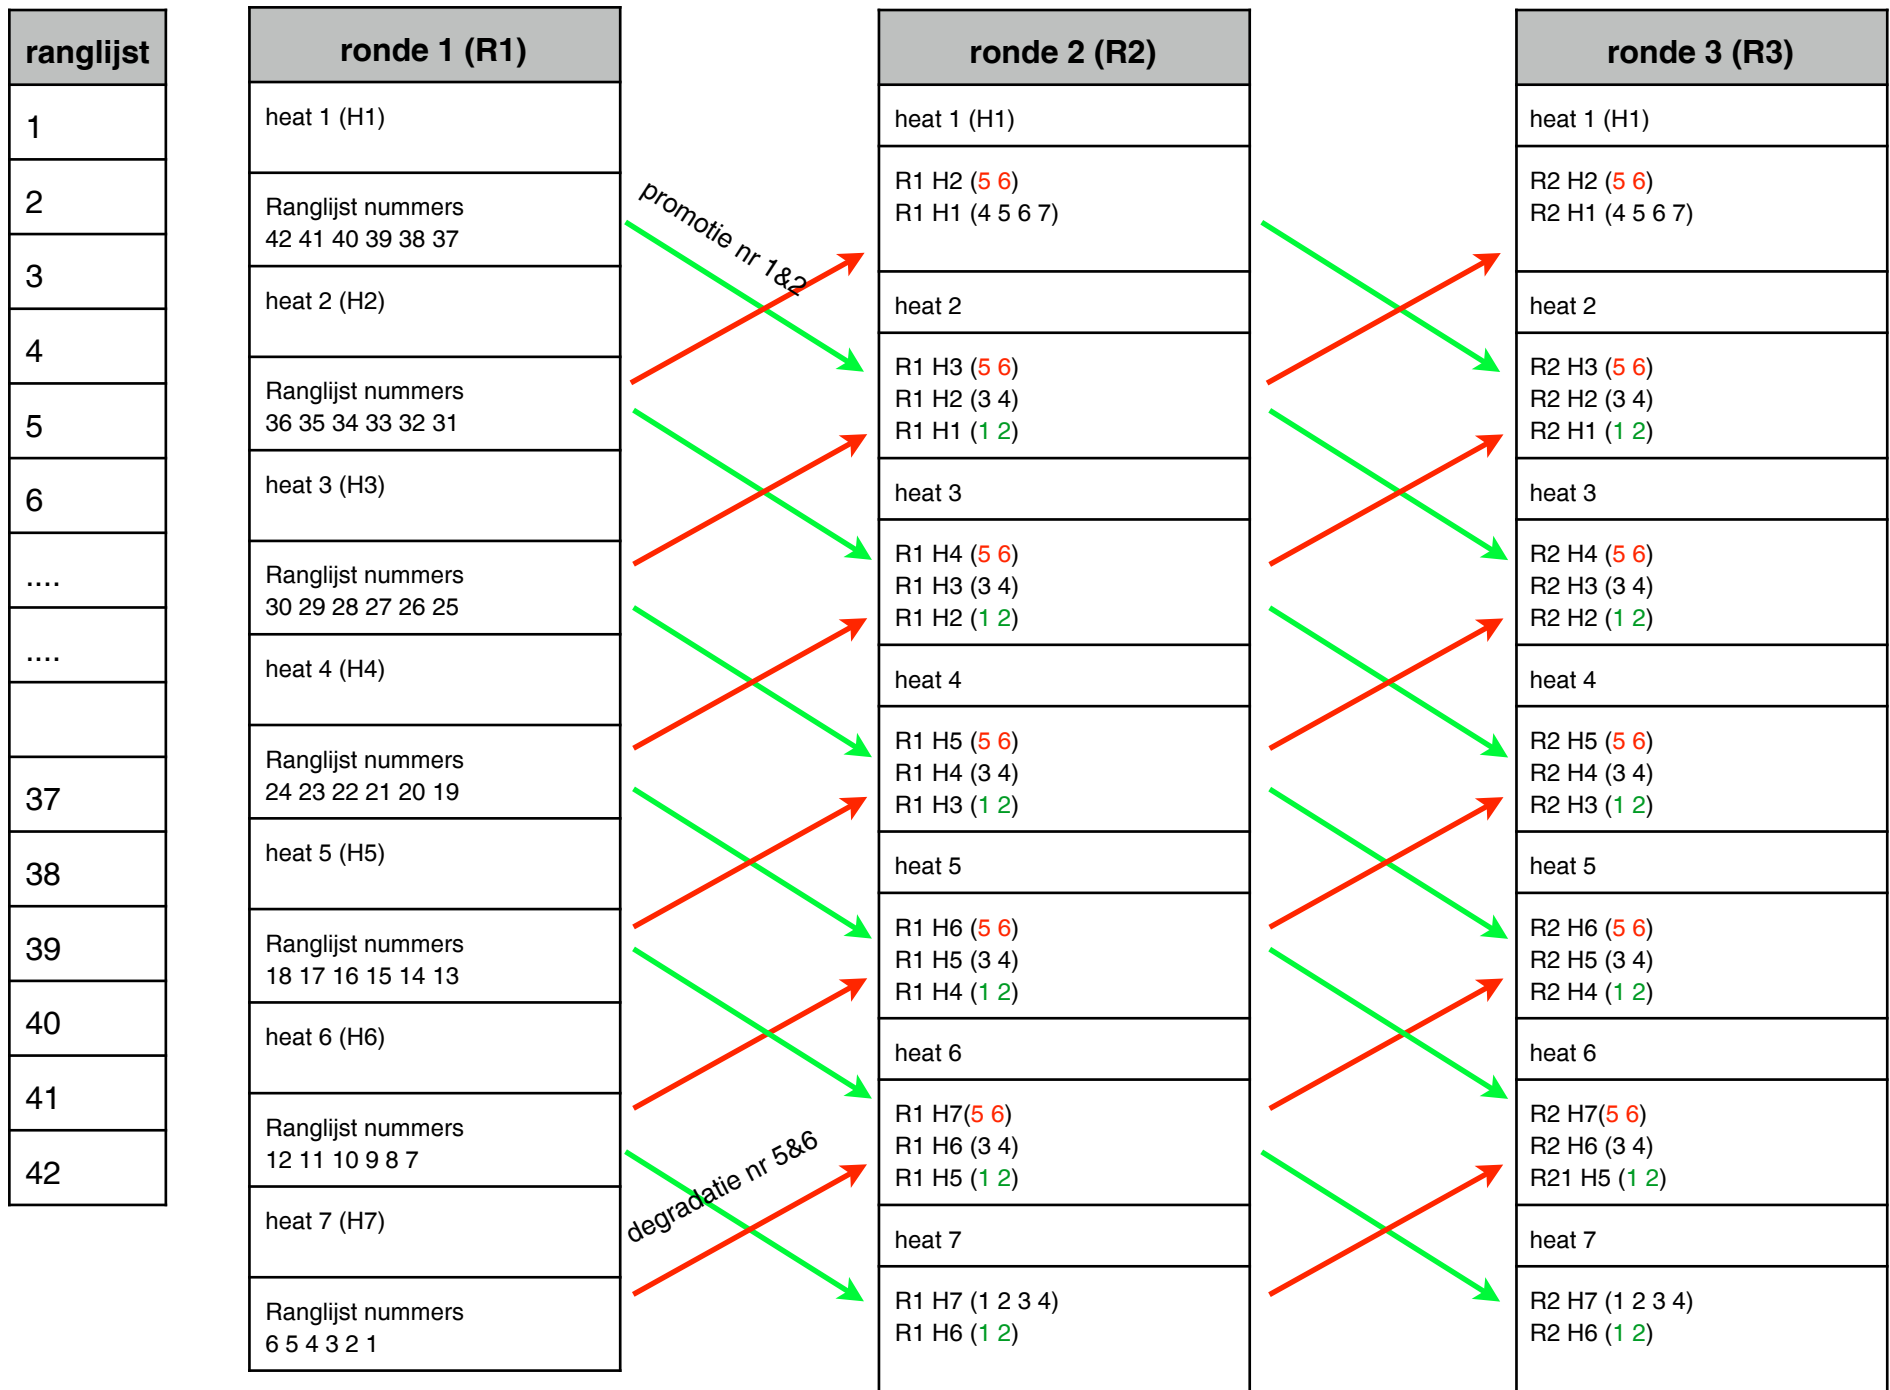 ranglijst
1
2
3
4
5
6
....
....
37
38
39
40
41
42
ronde 1 (R1)
heat 1 (H1)
Ranglijst nummers
42 41 40 39 38 37
heat 2 (H2)
Ranglijst nummers
36 35 34 33 32 31
heat 3 (H3)
Ranglijst nummers
30 29 28 27 26 25
heat 4 (H4)
Ranglijst nummers
24 23 22 21 20 19
heat 5 (H5)
Ranglijst nummers
18 17 16 15 14 13
heat 6 (H6)
Ranglijst nummers
12 11 10 9 8 7
heat 7 (H7)
Ranglijst nummers
6 5 4 3 2 1
promotie nr 1&2
degradatie nr 5&6
ronde 2 (R2)
heat 1 (H1)
R1 H2 (5 6)
R1 H1 (4 5 6 7)
heat 2
R1 H3 (5 6)
R1 H2 (3 4)
R1 H1 (1 2)
heat 3
R1 H4 (5 6)
R1 H3 (3 4)
R1 H2 (1 2)
heat 4
R1 H5 (5 6)
R1 H4 (3 4)
R1 H3 (1 2)
heat 5
R1 H6 (5 6)
R1 H5 (3 4)
R1 H4 (1 2)
heat 6
R1 H7(5 6)
R1 H6 (3 4)
R1 H5 (1 2)
heat 7
R1 H7 (1 2 3 4)
R1 H6 (1 2)
ronde 3 (R3)
heat 1 (H1)
R2 H2 (5 6)
R2 H1 (4 5 6 7)
heat 2
R2 H3 (5 6)
R2 H2 (3 4)
R2 H1 (1 2)
heat 3
R2 H4 (5 6)
R2 H3 (3 4)
R2 H2 (1 2)
heat 4
R2 H5 (5 6)
R2 H4 (3 4)
R2 H3 (1 2)
heat 5
R2 H6 (5 6)
R2 H5 (3 4)
R2 H4 (1 2)
heat 6
R2 H7(5 6)
R2 H6 (3 4)
R21 H5 (1 2)
heat 7
R2 H7 (1 2 3 4)
R2 H6 (1 2)